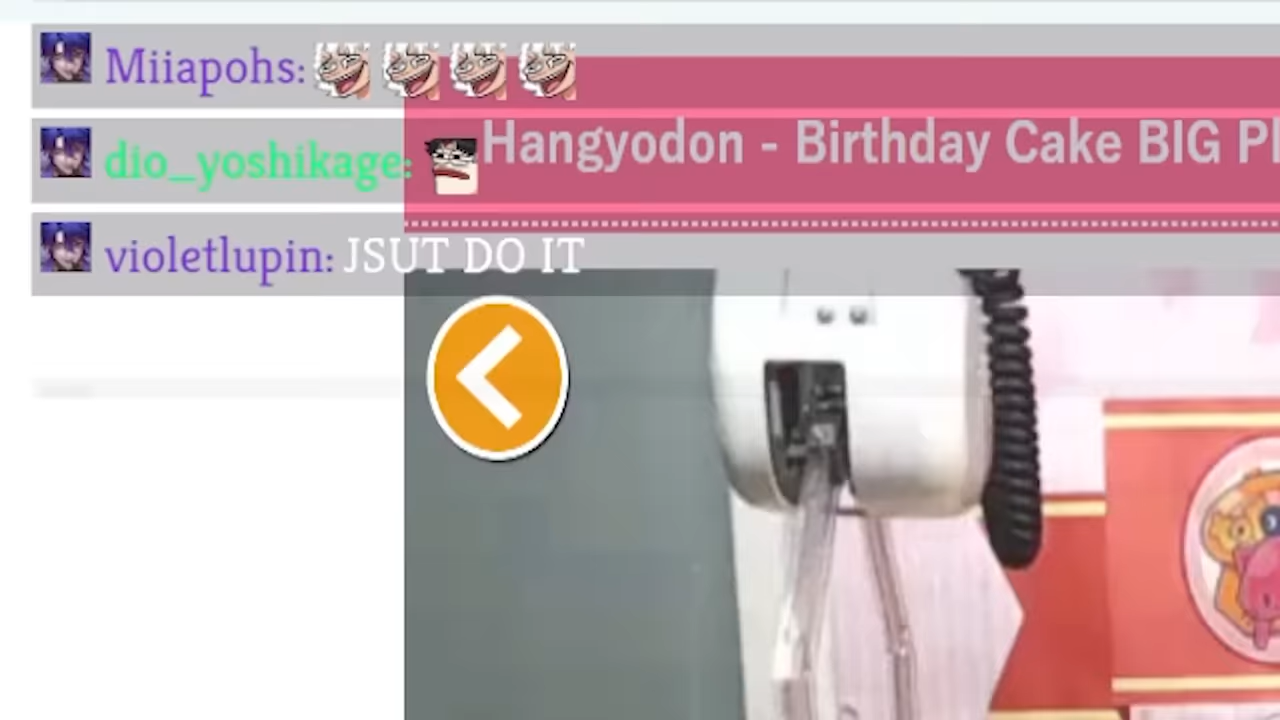 Miiapohs:
dio_yoshikage:
Hangyodon - Birthday Cake BIG
violetlupin: JSUT DO IT